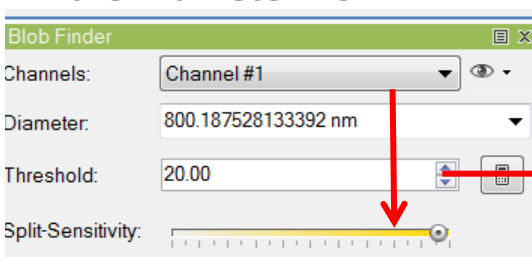 Blob Finder
Channels: Channel #1
Diameter: 800.187528133392 nm
Threshold: 20.00
Split-Sensitivity: